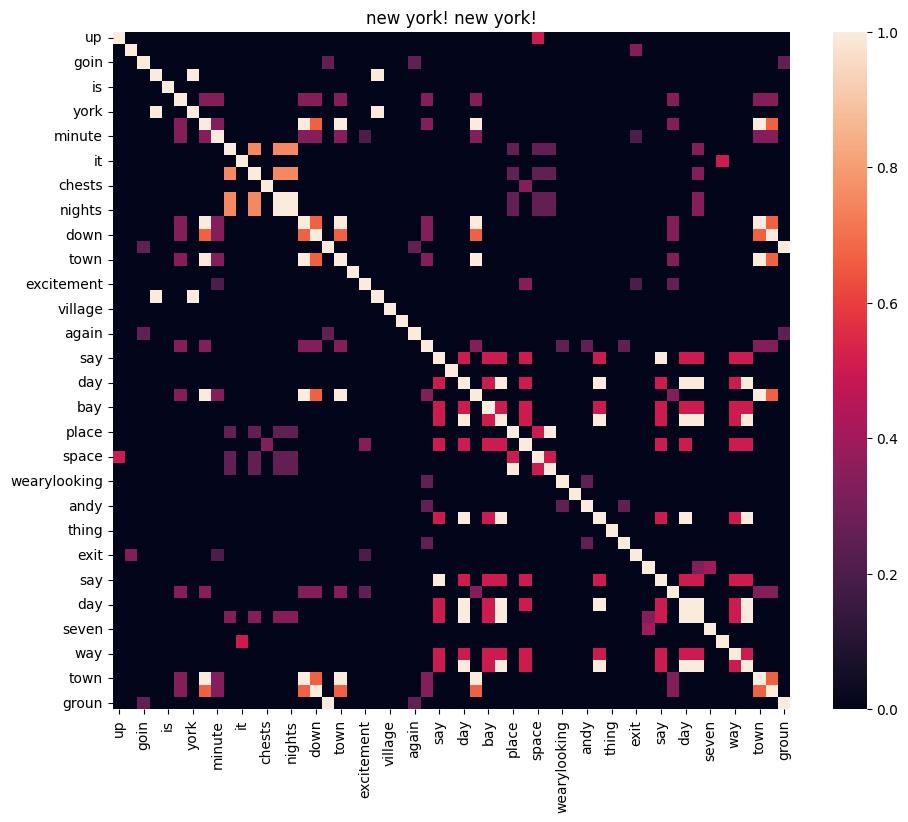 new york! new york!
up
goin
is
york
minute
it
chests
nights
down
town
excitement
village
again
say
day
bay
place
space
wearylooking
andy
thing
exit
say
day
seven
way
town
groun
1.0
0.8
0.6
0.4
0.2
0.0
up
goin
is
york
minute
it
chests
nights
down
town
excitement
village
again
say
day
bay
place
space
wearylooking
andy
thing
exit
say
day
seven
way
town
groun